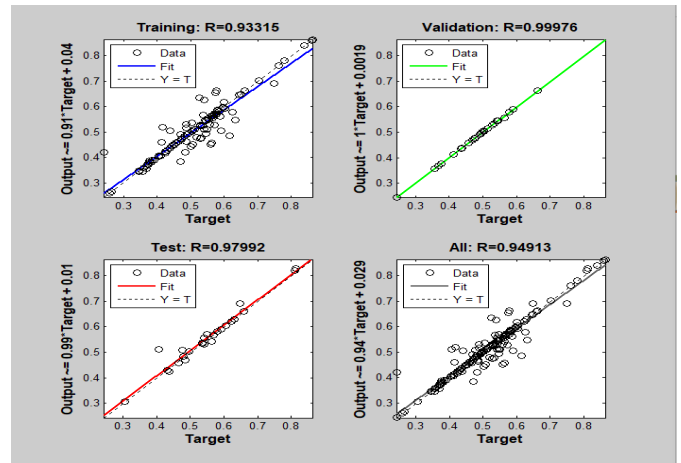 Training: R=0.93315
Output ~= 0.91*Target + 0.04
0.8
0.7
0.6
0.5
0.4
0.3
Data
Fit
Y = T
0.3 0.4 0.5 0.6 0.7 0.8
Target
Validation: R=0.99976
Output ~= 1*Target + 0.0019
0.8
0.7
0.6
0.5
0.4
0.3
Data
Fit
Y = T
0.3 0.4 0.5 0.6 0.7 0.8
Target
Test: R=0.97992
Output ~= 0.99*Target + 0.01
0.8
0.7
0.6
0.5
0.4
0.3
Data
Fit
Y = T
0.3 0.4 0.5 0.6 0.7 0.8
Target
All: R=0.94913
Output ~= 0.94*Target + 0.029
0.8
0.7
0.6
0.5
0.4
0.3
Data
Fit
Y = T
0.3 0.4 0.5 0.6 0.7 0.8
Target